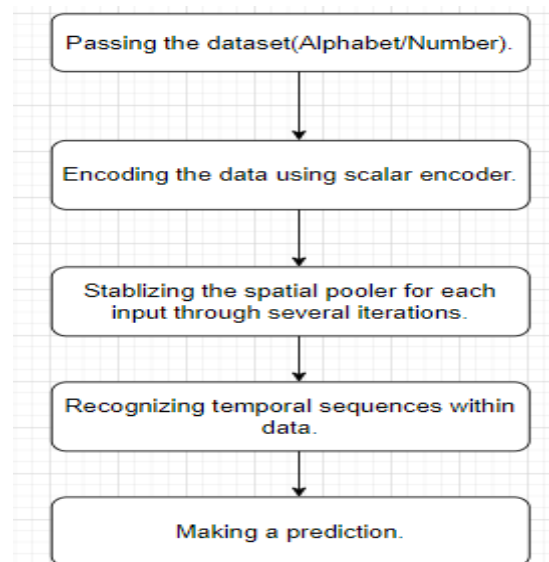 Passing the dataset(Alphabet/Number).
Encoding the data using scalar encoder.
Stablizing the spatial pooler for each
input through several iterations.
Recognizing temporal sequences within
data.
Making a prediction.